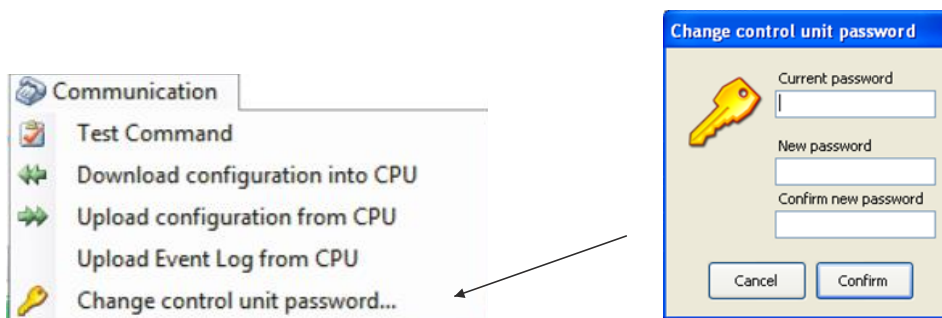 Communication
Test Command
Download configuration into CPU
Upload configuration from CPU
Upload Event Log from CPU
Change control unit password...
Change control unit password
Current password
New password
Confirm new password
Cancel Confirm